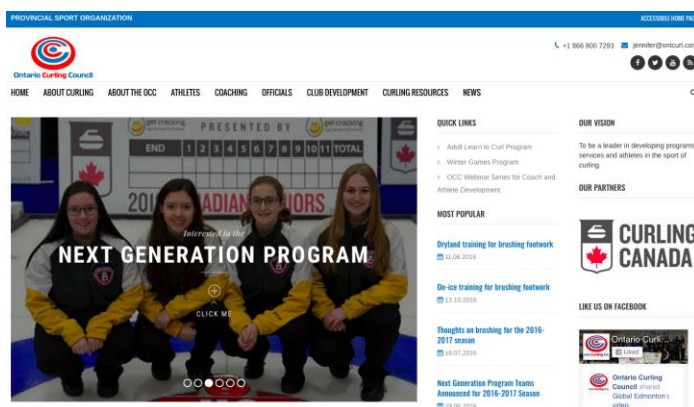 PROVINCIAL SPORT ORGANIZATION
ACCESSIBILE HOME PAG
+1 866 800 7293 jennifer@ontcurl.com
Ontario Curling Council
HOME ABOUT CURLING ABOUT THE OCC ATHLETES COACHING OFFICIALS CLUB DEVELOPMENT CURLING RESOURCES NEWS
get cracking PRESENTED BY get cracking
END 1 2 3 4 5 6 7 8 9 10 11 TOTAL
Interested in the
NEXT GENERATION PROGRAM
CLICK ME
QUICK LINKS
Adult Learn to Curl Program
Winter Games Program
OCC Webinar Series for Coach and
Athlete Development
MOST POPULAR
Dryland training for brushing footwork
11.06.2016
On-ice training for brushing footwork
13.10.2016
Thoughts on brushing for the 2016-
2017 season
18.07.2016
Next Generation Program Teams
Announced for 2016-2017 Season
29.06.2016
OUR VISION
To be a leader in developing programs
services and athletes in the sport of
curling.
OUR PARTNERS
CURLING
CANADA
LIKE US ON FACEBOOK
Ontario Curli...
Liked
Ontario Curling
Council shared
Global Edmonton's
video.